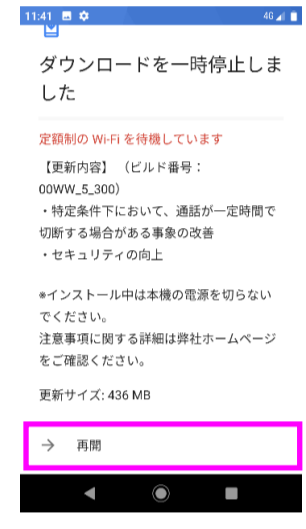 11:41
4G
ダウンロードを一時停止しま
した
定額制の Wi-Fi を待機しています
【更新内容】 （ビルド番号：
00WW_5_300）
・特定条件下において、通話が一定時間で
切断する場合がある事象の改善
・セキュリティの向上
※インストール中は本機の電源を切らない
でください。
注意事項に関する詳細は弊社ホームページ
をご確認ください。
更新サイズ: 436 MB
→ 再開